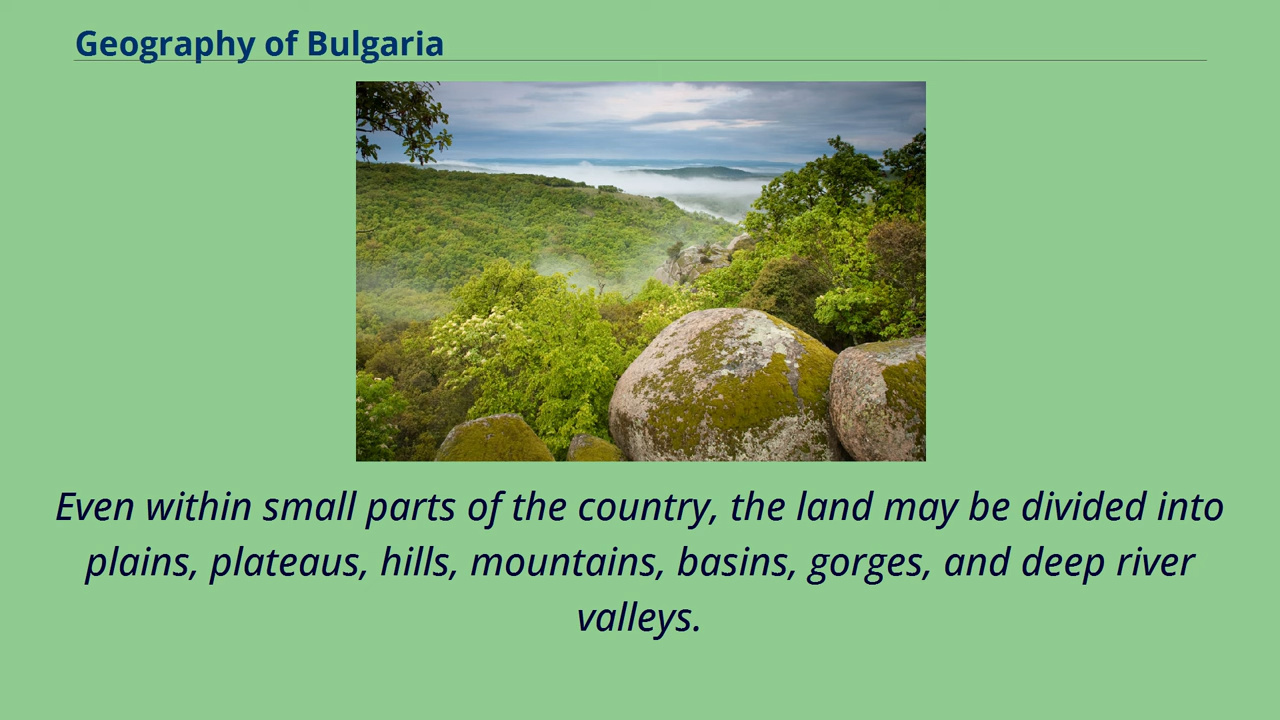 Geography of Bulgaria
Even within small parts of the country, the land may be divided into
plains, plateaus, hills, mountains, basins, gorges, and deep river
valleys.